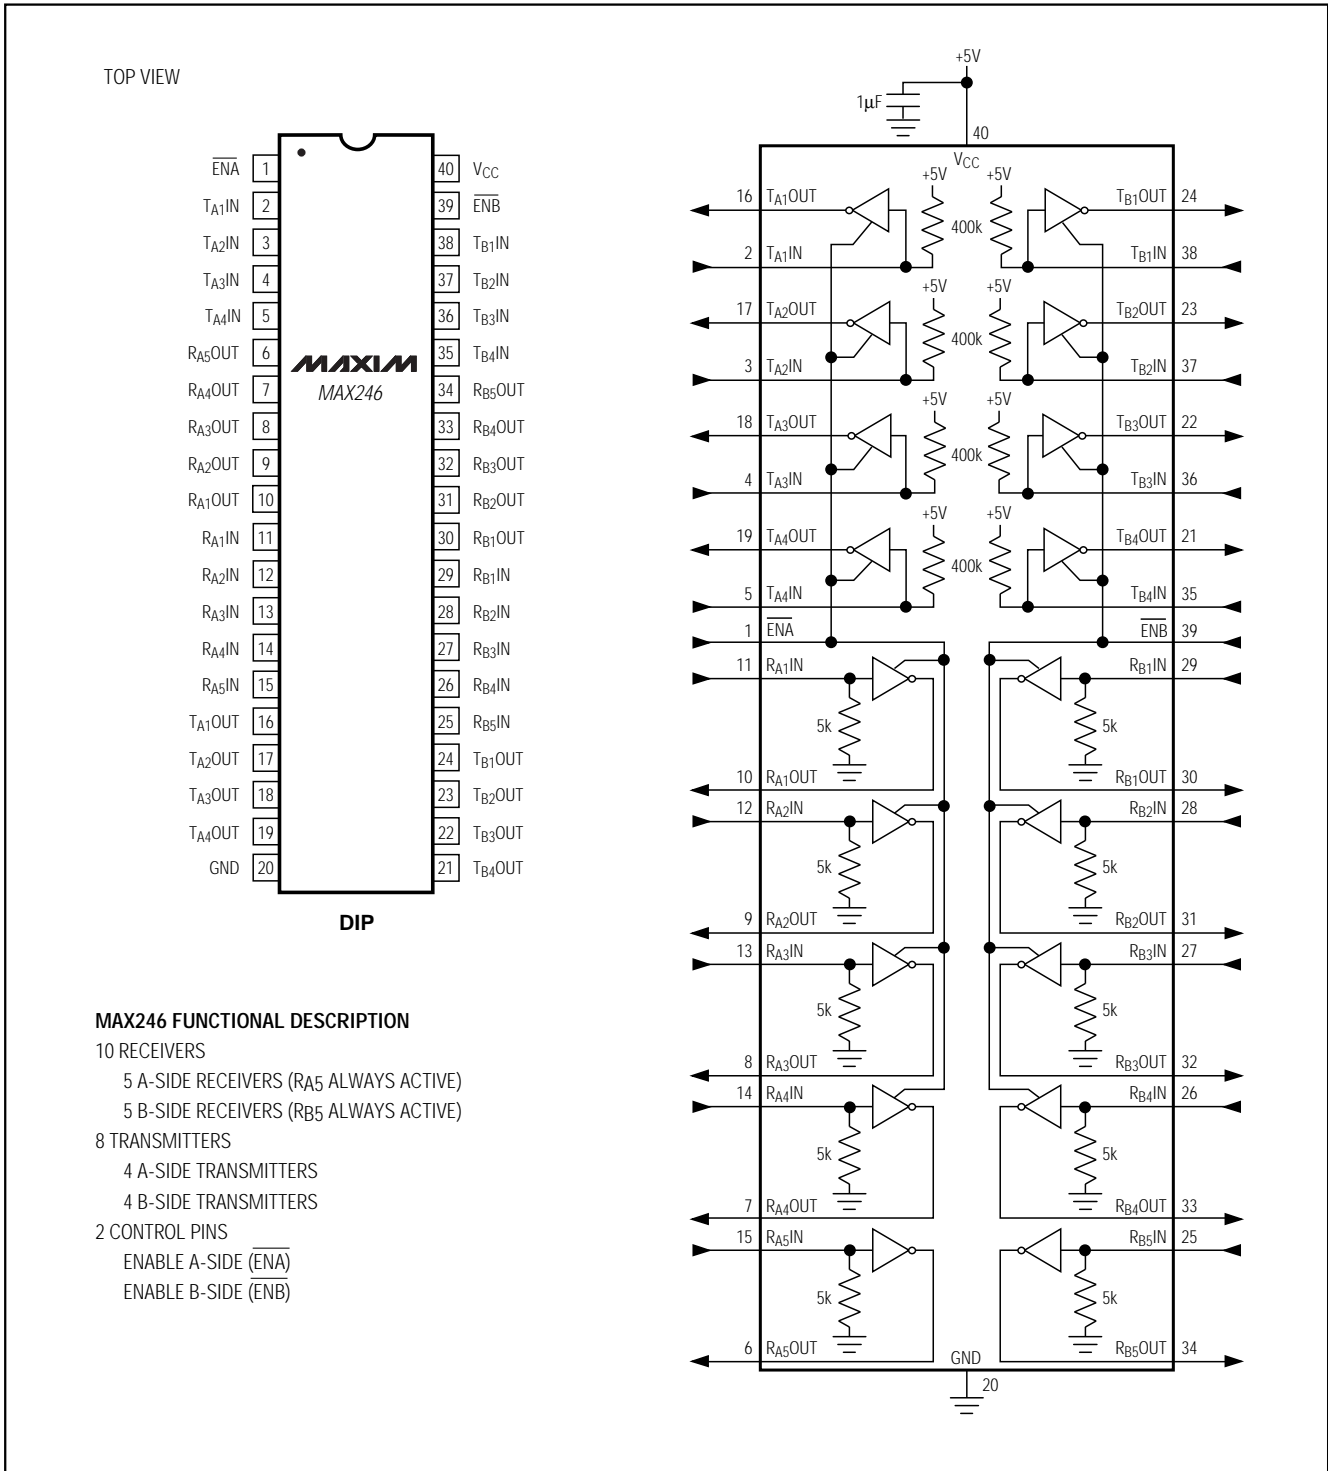 TOP VIEW
ENA 1
TA1IN 2
TA2IN 3
TA3IN 4
TA4IN 5
RA5OUT 6
RA4OUT 7
RA3OUT 8
RA2OUT 9
RA1OUT 10
RA1IN 11
RA2IN 12
RA3IN 13
RA4IN 14
RA5IN 15
TA1OUT 16
TA2OUT 17
TA3OUT 18
TA4OUT 19
GND 20
MAXIM
MAX246
40 VCC
39 ENB
38 TB1IN
37 TB2IN
36 TB3IN
35 TB4IN
34 RB5OUT
33 RB4OUT
32 RB3OUT
31 RB2OUT
30 RB1OUT
29 RB1IN
28 RB2IN
27 RB3IN
26 RB4IN
25 RB5IN
24 TB1OUT
23 TB2OUT
22 TB3OUT
21 TB4OUT
DIP
MAX246 FUNCTIONAL DESCRIPTION
10 RECEIVERS
5 A-SIDE RECEIVERS (RA5 ALWAYS ACTIVE)
5 B-SIDE RECEIVERS (RB5 ALWAYS ACTIVE)
8 TRANSMITTERS
4 A-SIDE TRANSMITTERS
4 B-SIDE TRANSMITTERS
2 CONTROL PINS
ENABLE A-SIDE (ENA)
ENABLE B-SIDE (ENB)
+5V
1µF
40
VCC
+5V +5V
16 TA1OUT TB1OUT 24
400k
2 TA1IN TB1IN 38
+5V +5V
17 TA2OUT TB2OUT 23
400k
3 TA2IN TB2IN 37
+5V +5V
18 TA3OUT TB3OUT 22
400k
4 TA3IN TB3IN 36
+5V +5V
19 TA4OUT TB4OUT 21
400k
5 TA4IN TB4IN 35
1 ENA ENB 39
11 RA1IN RB1IN 29
5k 5k
10 RA1OUT RB1OUT 30
12 RA2IN RB2IN 28
5k 5k
9 RA2OUT RB2OUT 31
13 RA3IN RB3IN 27
5k 5k
8 RA3OUT RB3OUT 32
14 RA4IN RB4IN 26
5k 5k
7 RA4OUT RB4OUT 33
15 RA5IN RB5IN 25
5k 5k
6 RA5OUT RB5OUT 34
GND
20